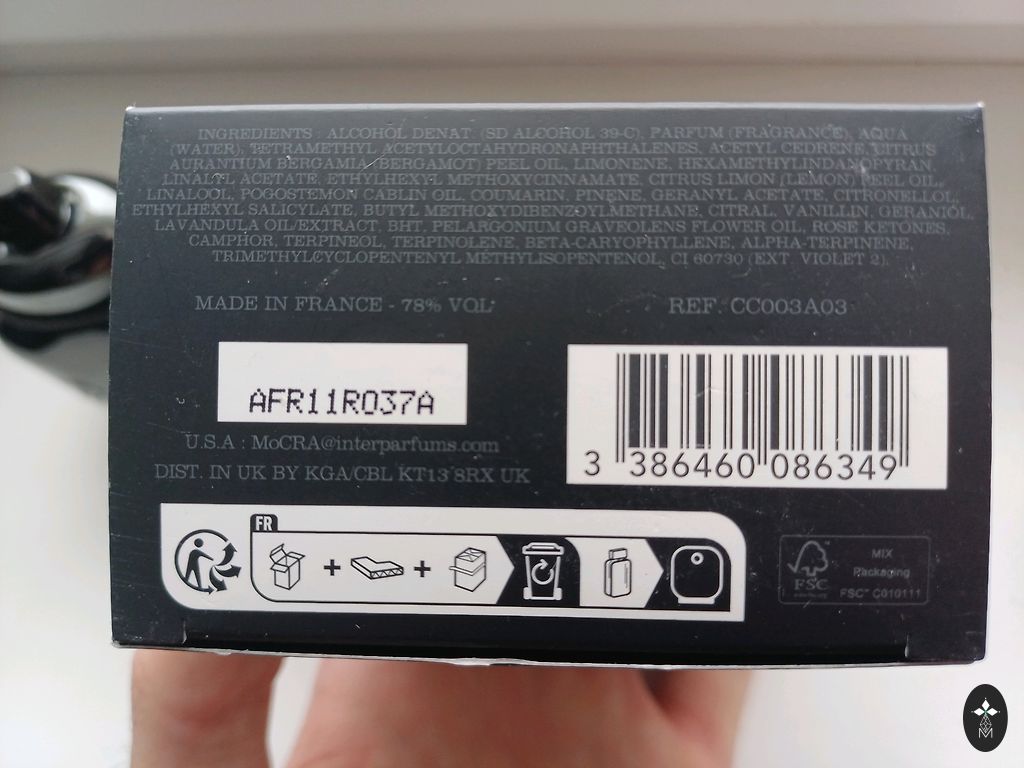 INGREDIENTS : ALCOHOL DENAT. (SD ALCOHOL 39-C), PARFUM (FRAGRANCE), AQUA
(WATER), TETRAMETHYL ACETYLOCTAHYDRONAPHTHALENES, ACETYL CEDRENE, CITRUS
AURANTIUM BERGAMIA (BERGAMOT) PEEL OIL, LIMONENE, HEXAMETHYLINDANOPYRAN,
LINALYL ACETATE, ETHYLHEXYL METHOXYCINNAMATE, CITRUS LIMON (LEMON) PEEL OIL,
LINALOOL, POGOSTEMON CABLIN OIL, COUMARIN, PINENE, GERANYL ACETATE, CITRONELLOL,
ETHYLHEXYL SALICYLATE, BUTYL METHOXYDIBENZOYLMETHANE, CITRAL, VANILLIN, GERANIOL,
LAVANDULA OIL/EXTRACT, BHT, PELARGONIUM GRAVEOLENS FLOWER OIL, ROSE KETONES,
CAMPHOR, TERPINEOL, TERPINOLENE, BETA-CARYOPHYLLENE, ALPHA-TERPINENE,
TRIMETHYLCYCLOPENTENYL METHYLISOPENTENOL, CI 60730 (EXT. VIOLET 2).
MADE IN FRANCE - 78% VOL
REF. CC003A03
AFR11R037A
U.S.A : MoCRA@interparfums.com
DIST. IN UK BY KGA/CBL KT13 8RX UK
3 386460 086349
FR
FSC
MIX
Packaging
FSC™ C010111